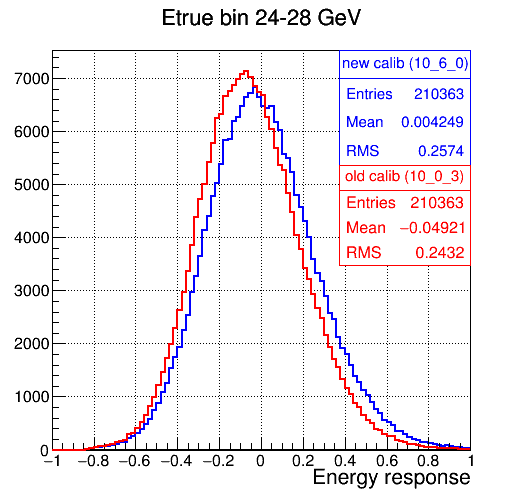 Etrue bin 24-28 GeV
new calib (10_6_0)
Entries 210363
Mean 0.004249
RMS 0.2574
old calib (10_0_3)
Entries 210363
Mean −0.04921
RMS 0.2432
7000
6000
5000
4000
3000
2000
1000
0
−1 −0.8 −0.6 −0.4 −0.2 0 0.2 0.4 0.6 0.8 1
Energy response